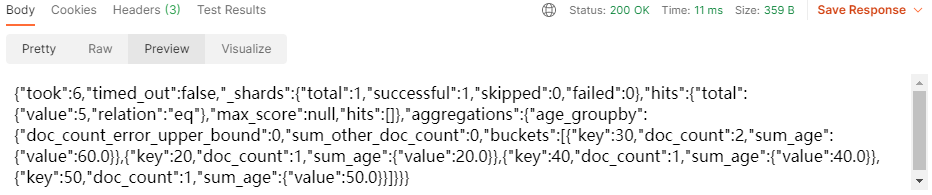 Body Cookies Headers (3) Test Results Status: 200 OK Time: 11 ms Size: 359 B Save Response
Pretty Raw Preview Visualize
{"took":6,"timed_out":false,"_shards":{"total":1,"successful":1,"skipped":0,"failed":0},"hits":{"total":
{"value":5,"relation":"eq"},"max_score":null,"hits":[]},"aggregations":{"age_groupby":
{"doc_count_error_upper_bound":0,"sum_other_doc_count":0,"buckets":[{"key":30,"doc_count":2,"sum_age":
{"value":60.0}},{"key":20,"doc_count":1,"sum_age":{"value":20.0}},{"key":40,"doc_count":1,"sum_age":{"value":40.0}},
{"key":50,"doc_count":1,"sum_age":{"value":50.0}}]}}}